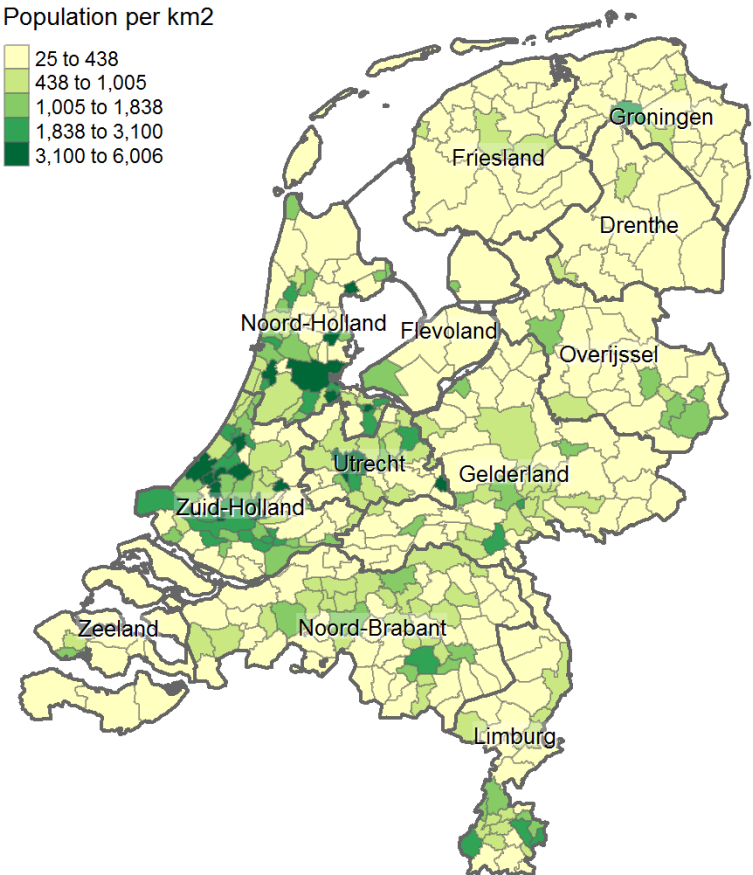 Population per km2
25 to 438
438 to 1,005
1,005 to 1,838
1,838 to 3,100
3,100 to 6,006
Groningen
Friesland
Drenthe
Noord-Holland
Flevoland
Overijssel
Utrecht
Gelderland
Zuid-Holland
Zeeland
Noord-Brabant
Limburg